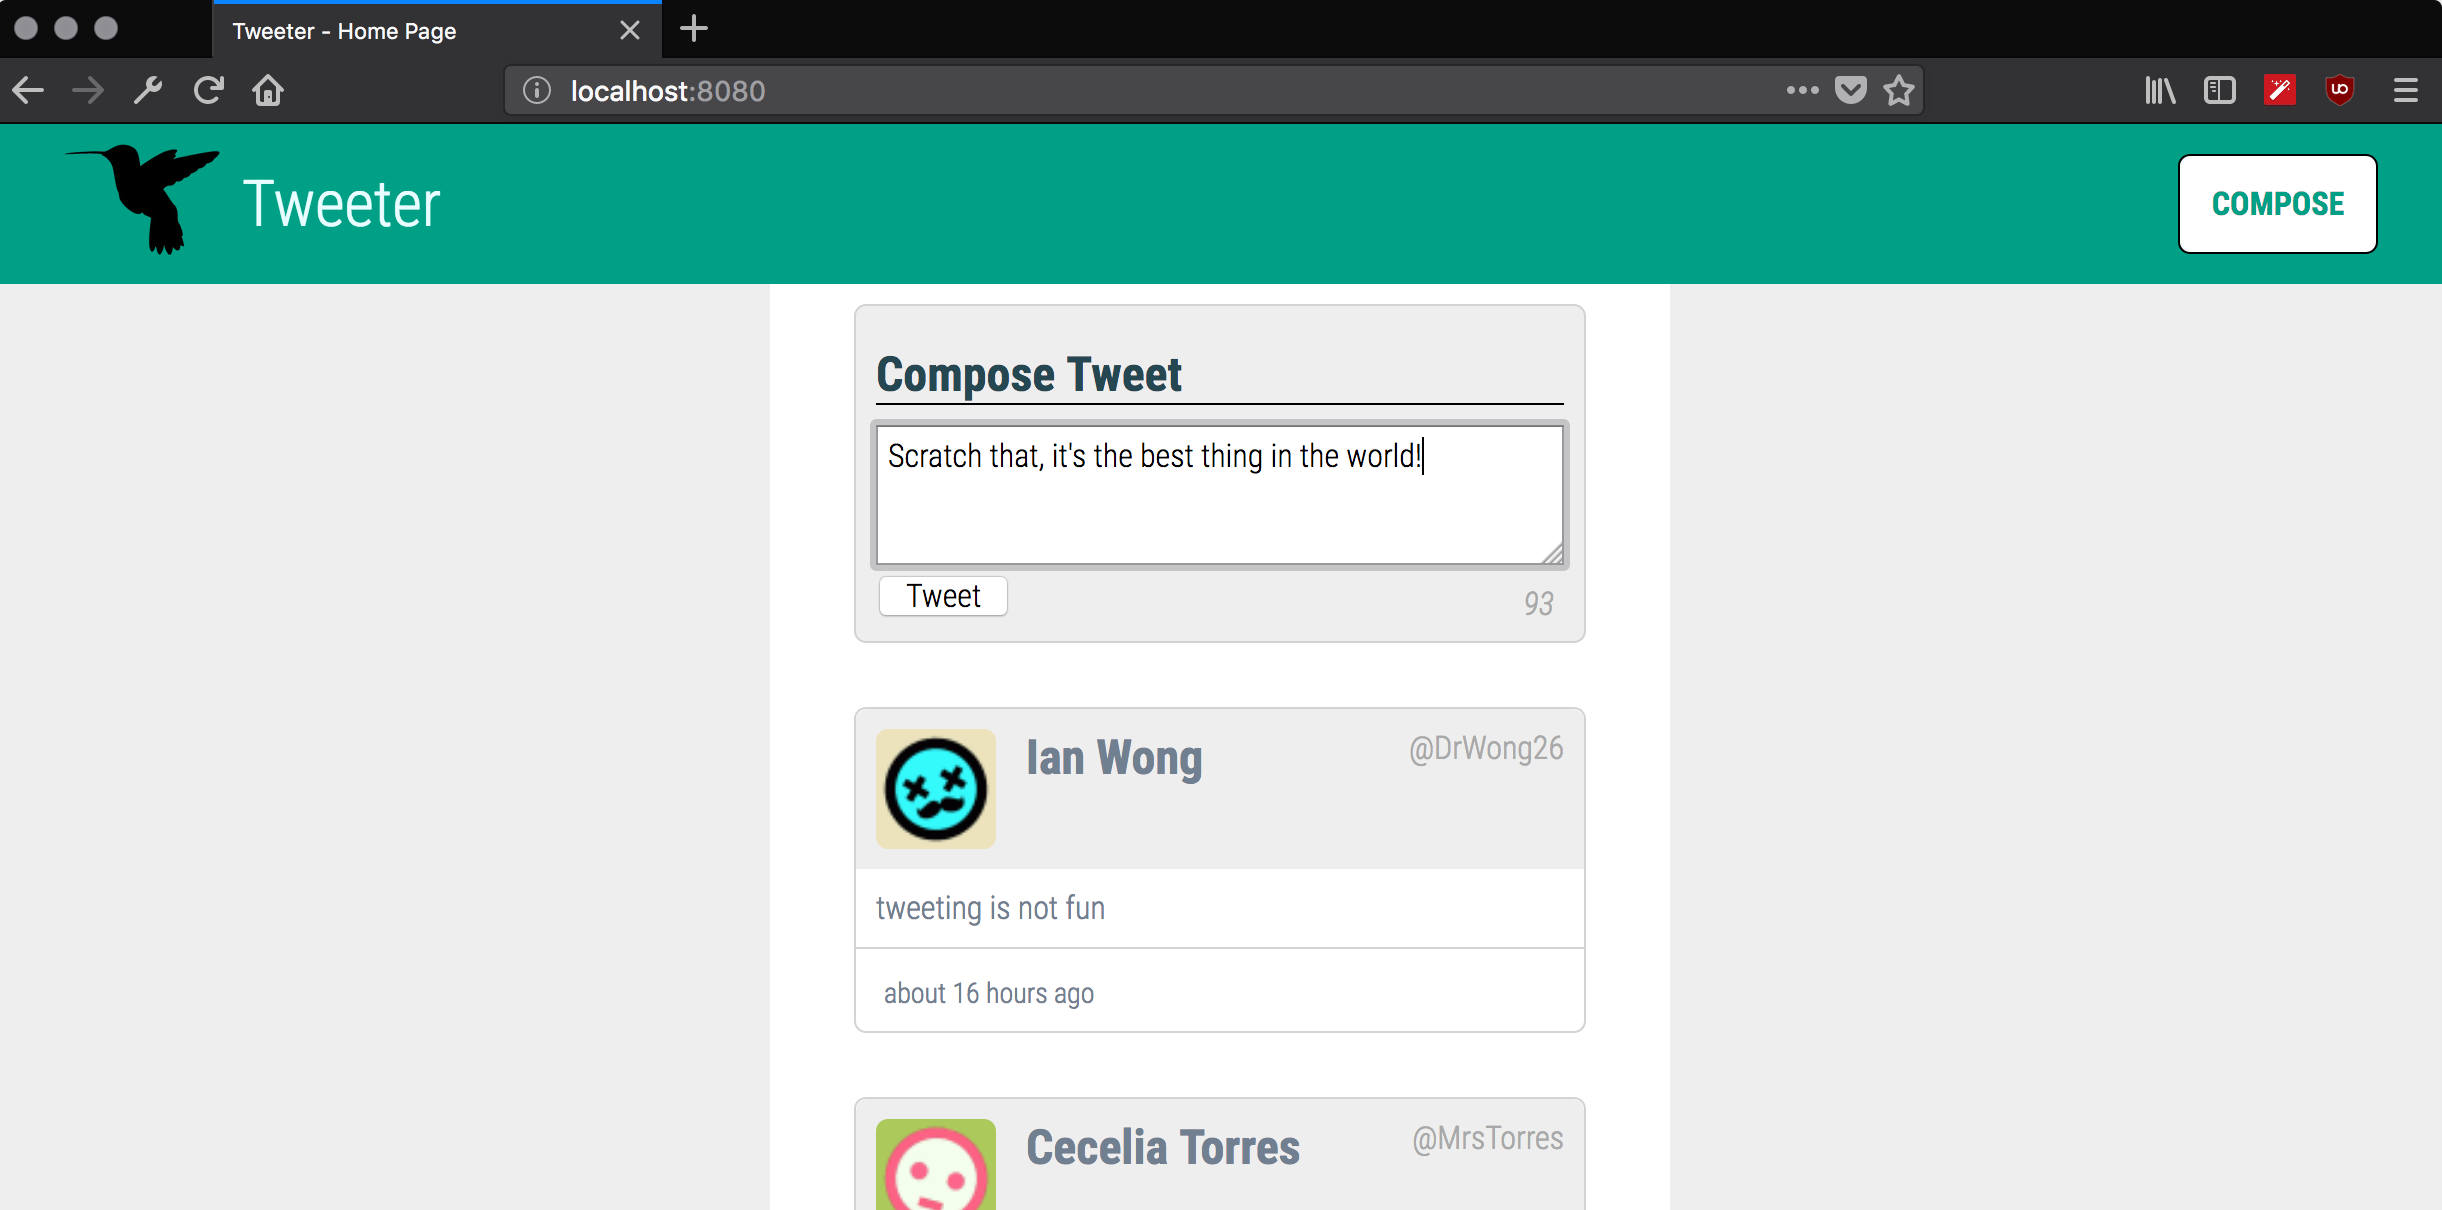 Tweeter - Home Page
localhost:8080
Tweeter
COMPOSE
Compose Tweet
Scratch that, it's the best thing in the world!
Tweet
93
Ian Wong
@DrWong26
tweeting is not fun
about 16 hours ago
Cecelia Torres
@MrsTorres